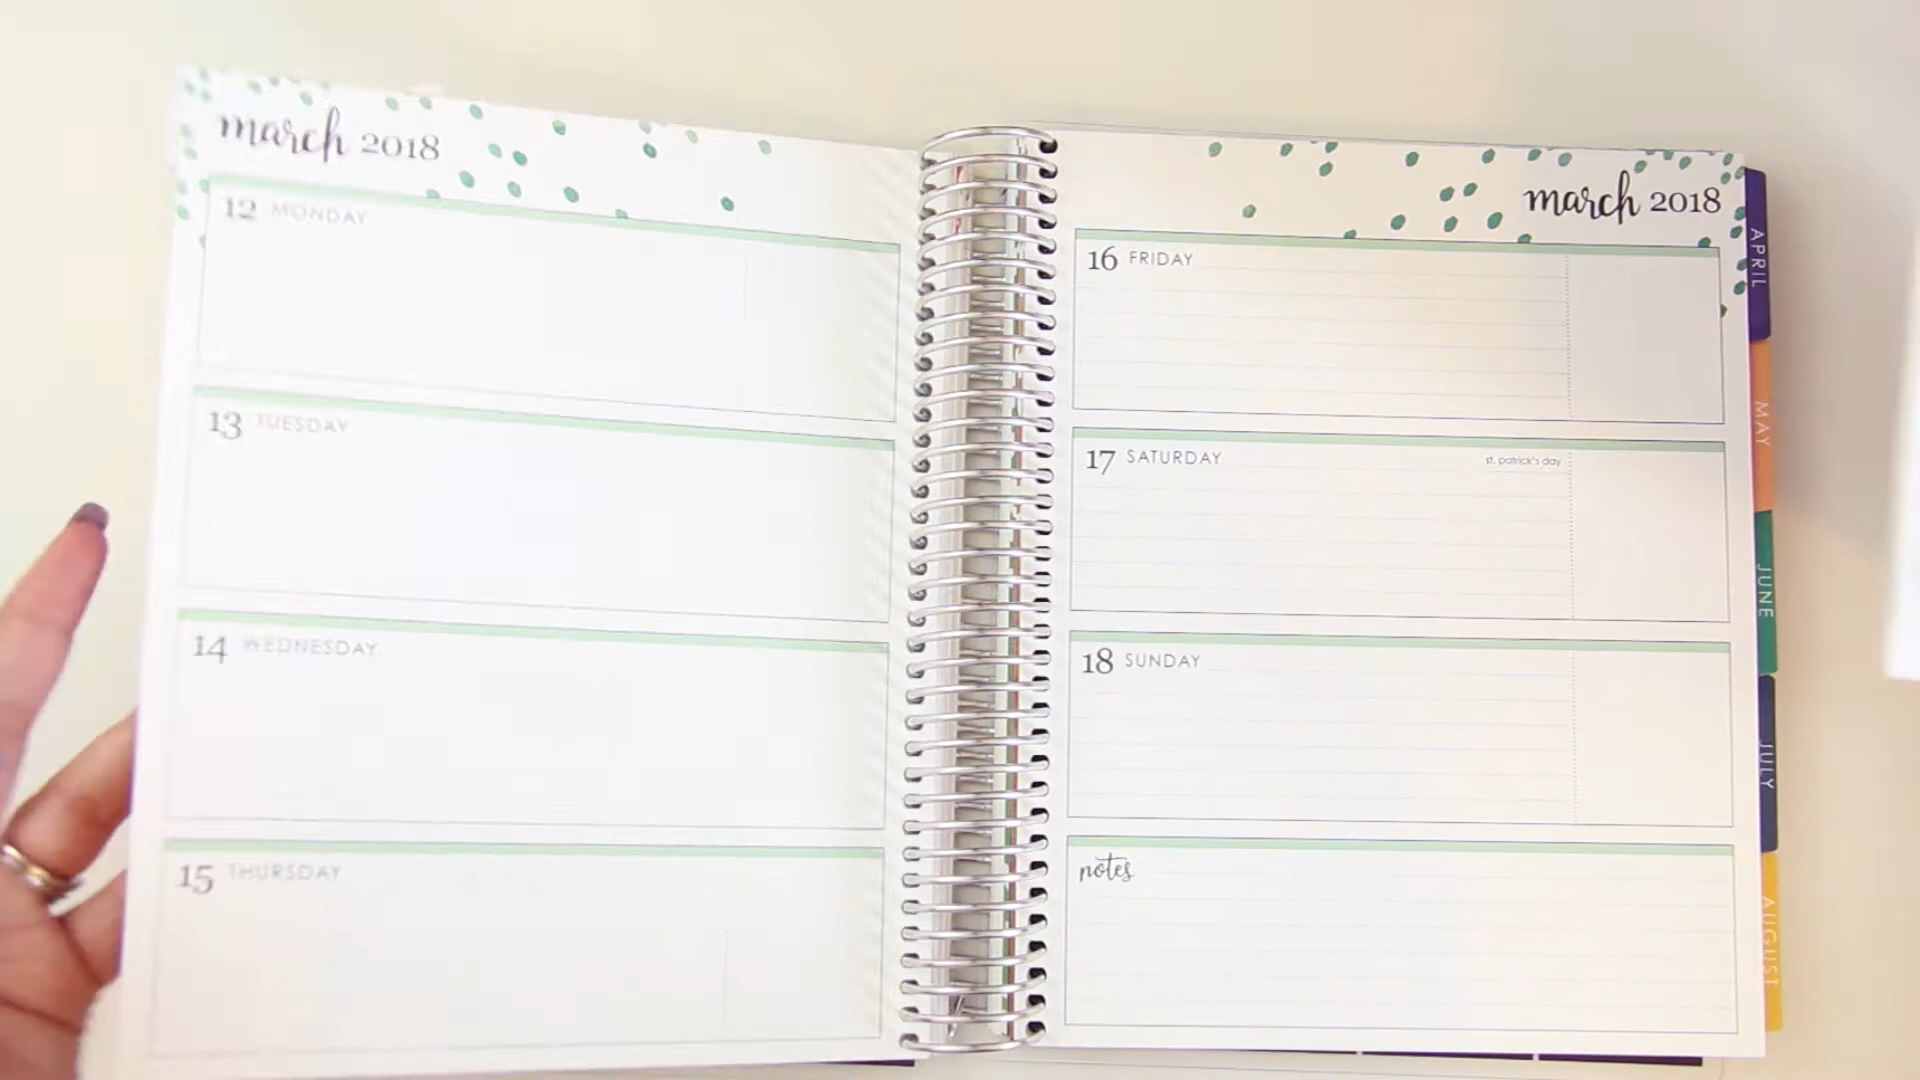 march 2018
12 MONDAY
13 TUESDAY
14 WEDNESDAY
15 THURSDAY
march 2018
16 FRIDAY
17 SATURDAY st. patrick's day
18 SUNDAY
notes
APRIL
MAY
JUNE
JULY
AUGUST